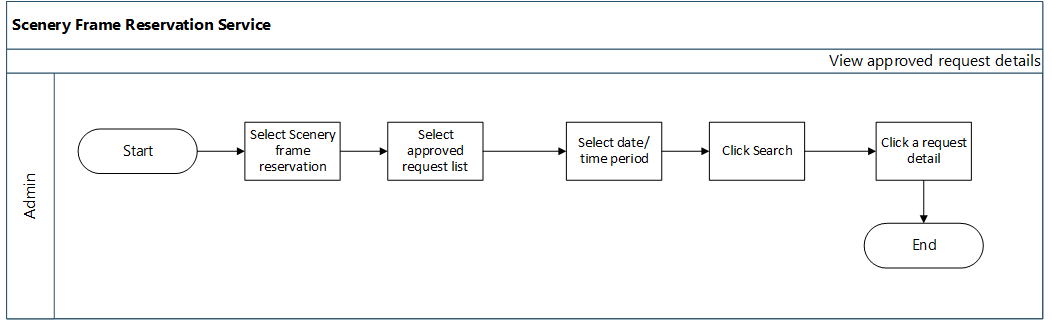 Scenery Frame Reservation Service
View approved request details
Admin
Start
Select Scenery
frame
reservation
Select
approved
request list
Select date/
time period
Click Search
Click a request
detail
End